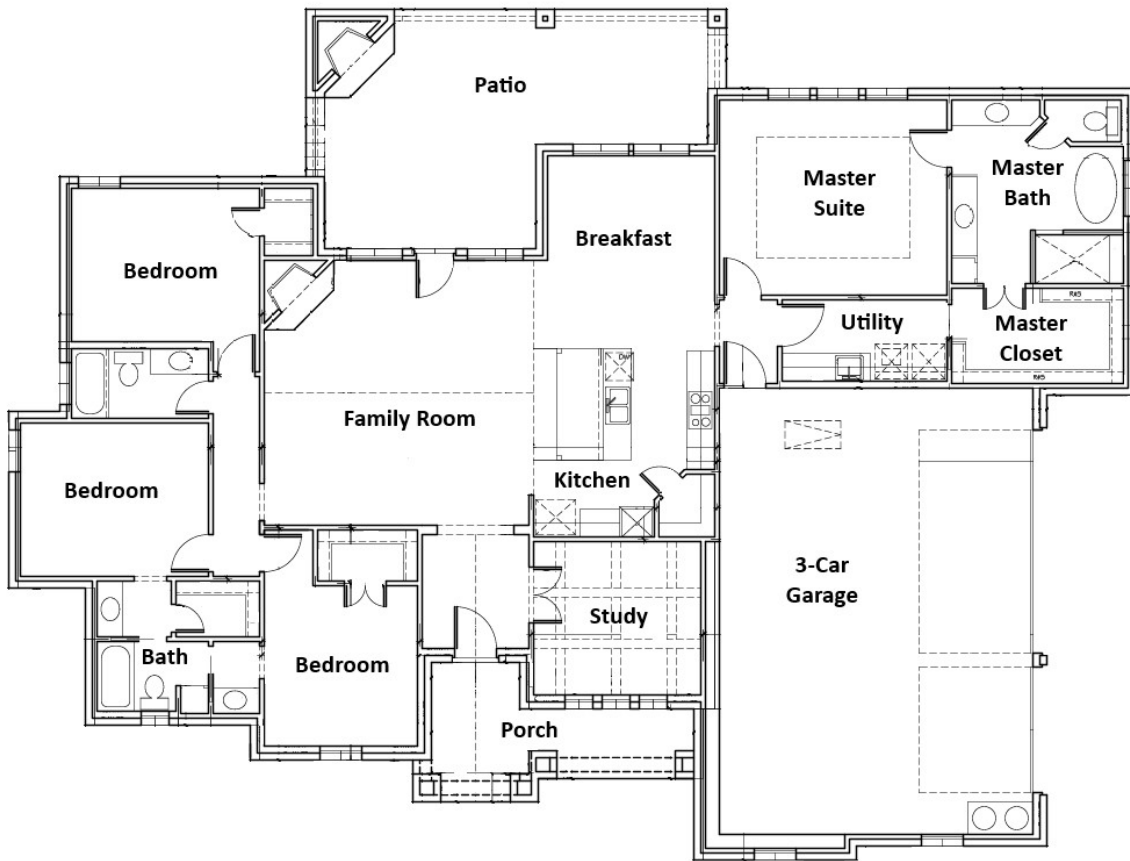 Patio
Master
Suite
Master
Bath
Breakfast
Bedroom
Utility
Master
Closet
R&S
R&S
DW
Family Room
Kitchen
Bedroom
3-Car
Garage
Study
Bath
Bedroom
Porch